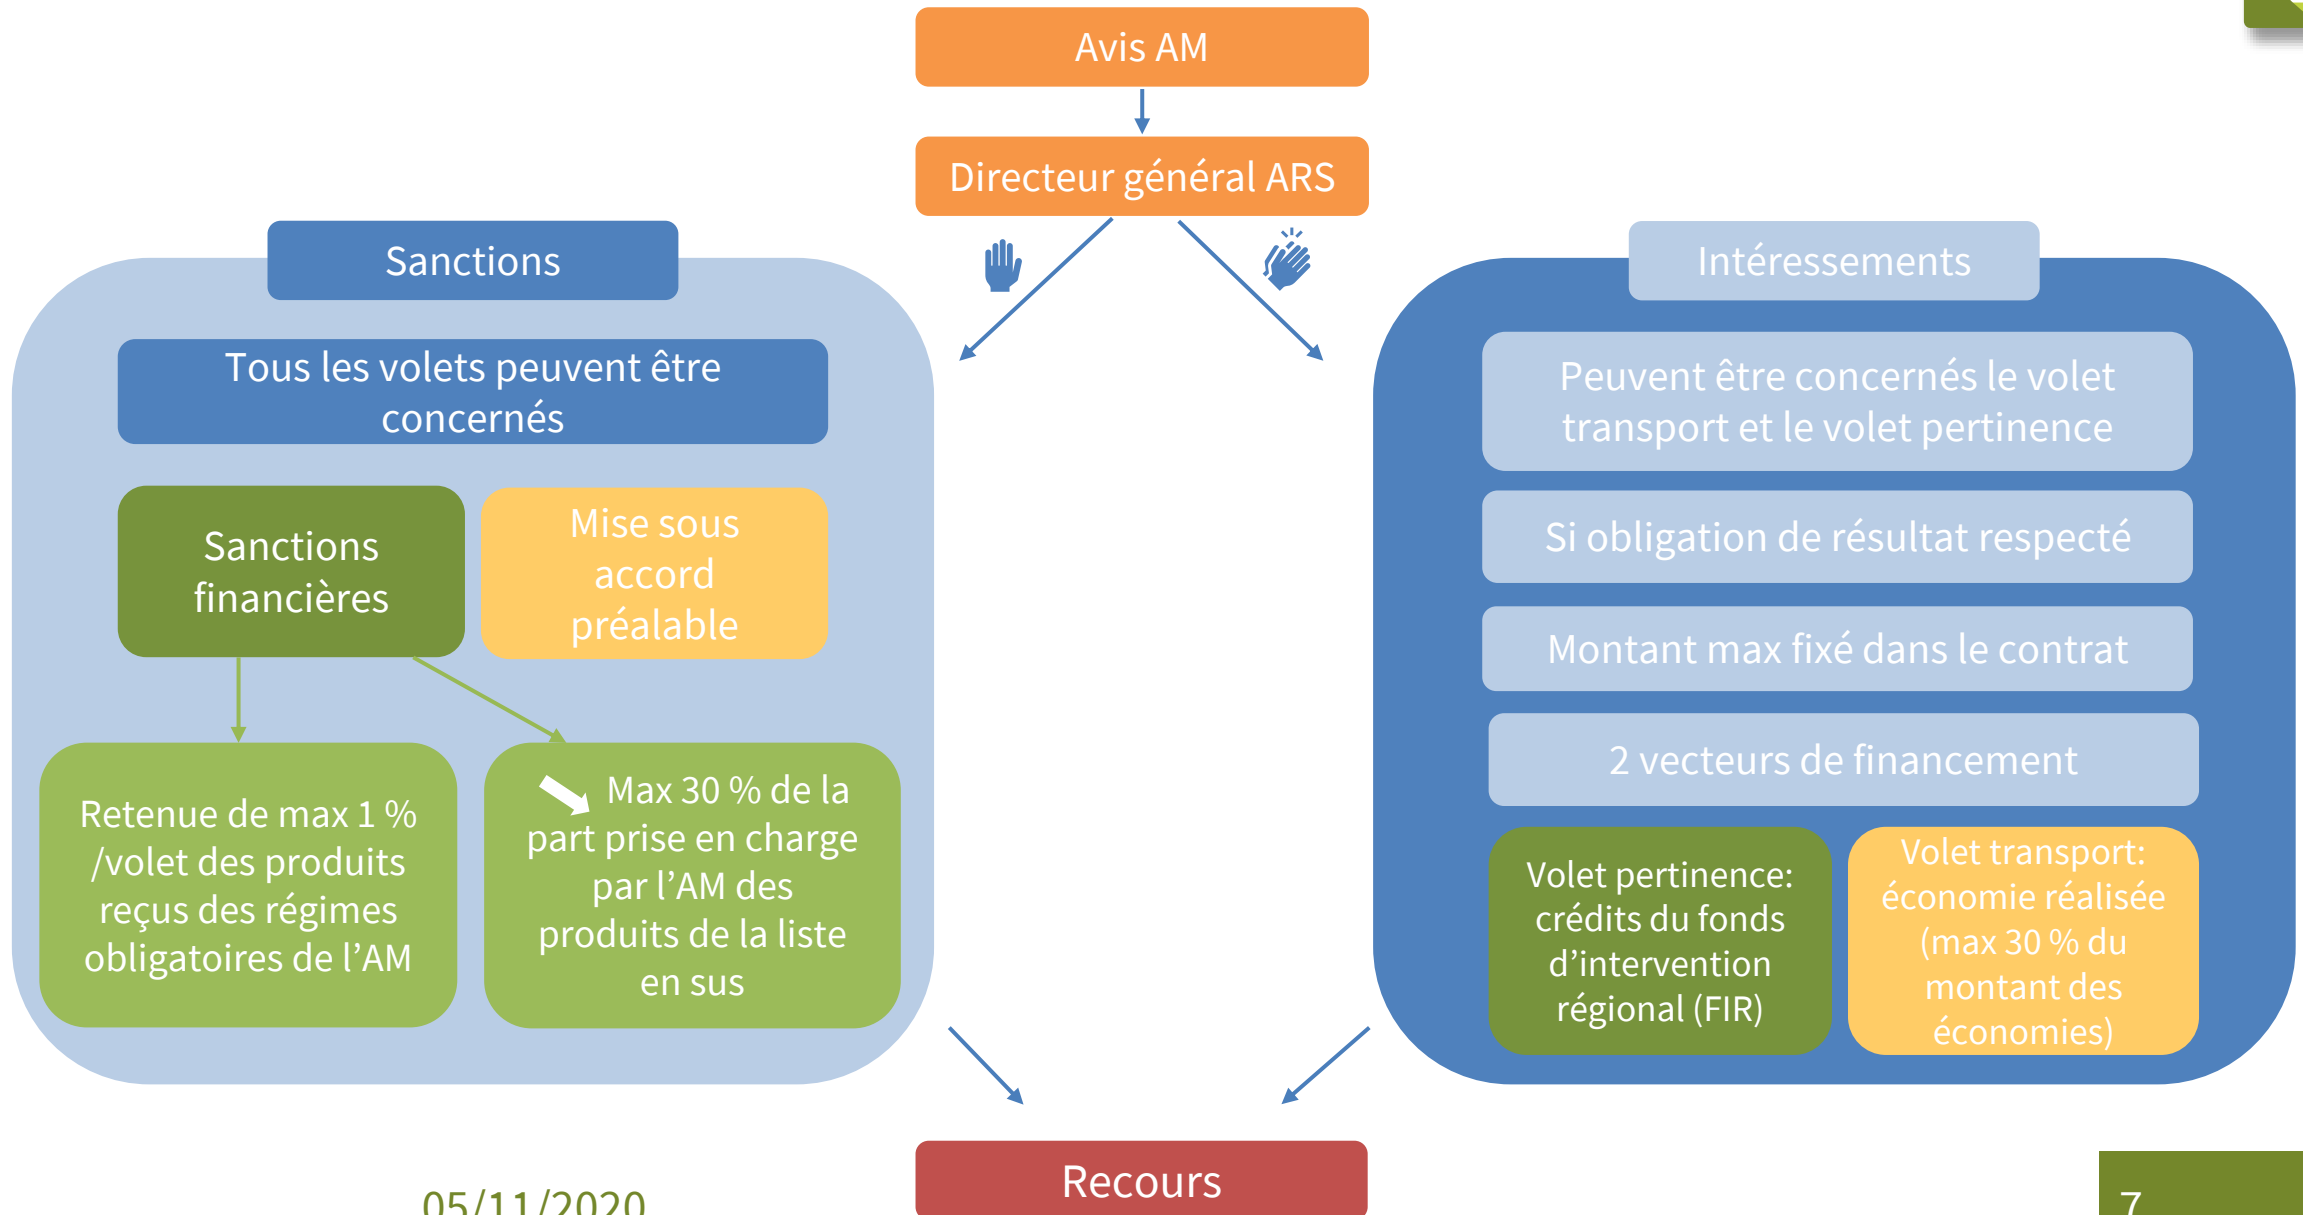 Avis AM
Directeur général ARS
Sanctions
Tous les volets peuvent être
concernés
Sanctions
financières
Mise sous
accord
préalable
Retenue de max 1 %
/volet des produits
reçus des régimes
obligatoires de l’AM
Max 30 % de la
part prise en charge
par l’AM des
produits de la liste
en sus
Intéressements
Peuvent être concernés le volet
transport et le volet pertinence
Si obligation de résultat respecté
Montant max fixé dans le contrat
2 vecteurs de financement
Volet pertinence:
crédits du fonds
d’intervention
régional (FIR)
Volet transport:
économie réalisée
(max 30 % du
montant des
économies)
Recours
05/11/2020
7